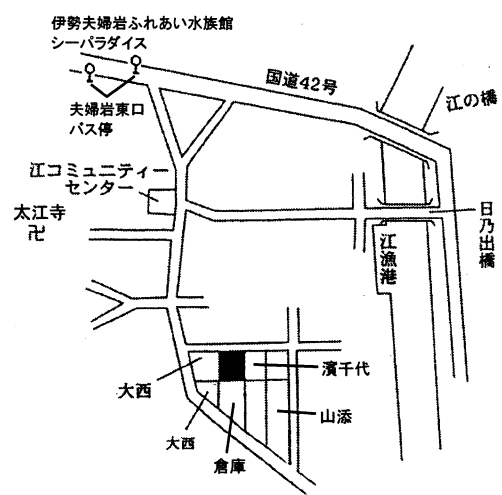 伊勢夫婦岩ふれあい水族館
シーパラダイス
国道42号
夫婦岩東口
バス停
江の橋
江コミュニティー
センター
太江寺
卍
日乃出橋
江漁港
濱千代
大西
山添
大西
倉庫